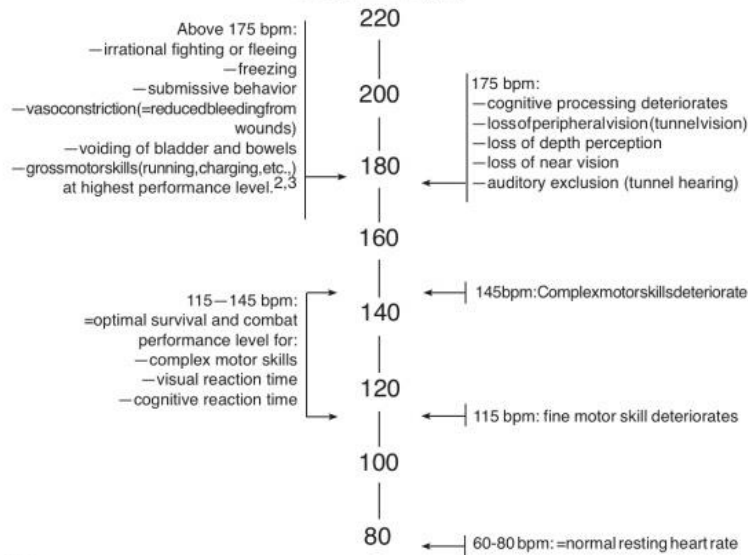 220
Above 175 bpm:
—irrational fighting or fleeing
—freezing
—submissive behavior
—vasoconstriction(=reducedbleedingfrom
wounds)
—voiding of bladder and bowels
—grossmotorskills(running,charging,etc.,)
at highest performance level.2,3
200
175 bpm:
—cognitive processing deteriorates
—lossofperipheralvision(tunnelvision)
—loss of depth perception
—loss of near vision
—auditory exclusion (tunnel hearing)
180
160
115—145 bpm:
=optimal survival and combat
performance level for:
—complex motor skills
—visual reaction time
—cognitive reaction time
145bpm:Complexmotorskillsdeteriorate
140
120
115 bpm: fine motor skill deteriorates
100
80
60-80 bpm: =normal resting heart rate